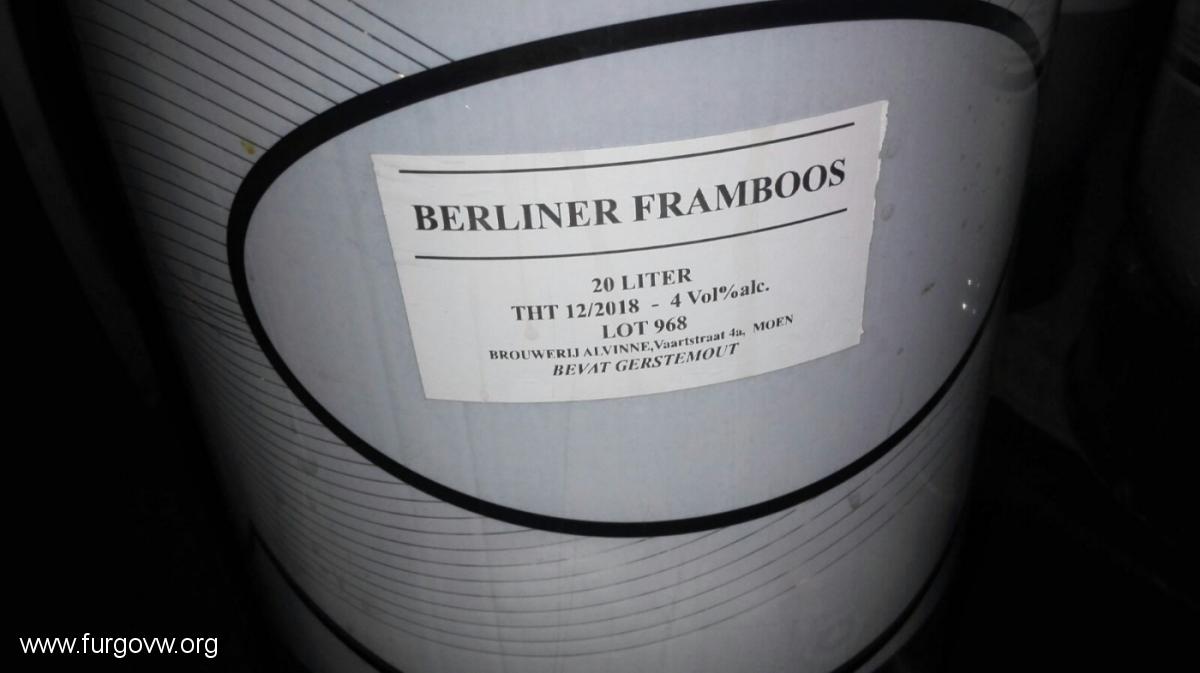 BERLINER FRAMBOOS
20 LITER
THT 12/2018 - 4 Vol%alc.
LOT 968
BROUWERIJ ALVINNE,Vaartstraat 4a, MOEN
BEVAT GERSTEMOUT
www.furgovw.org